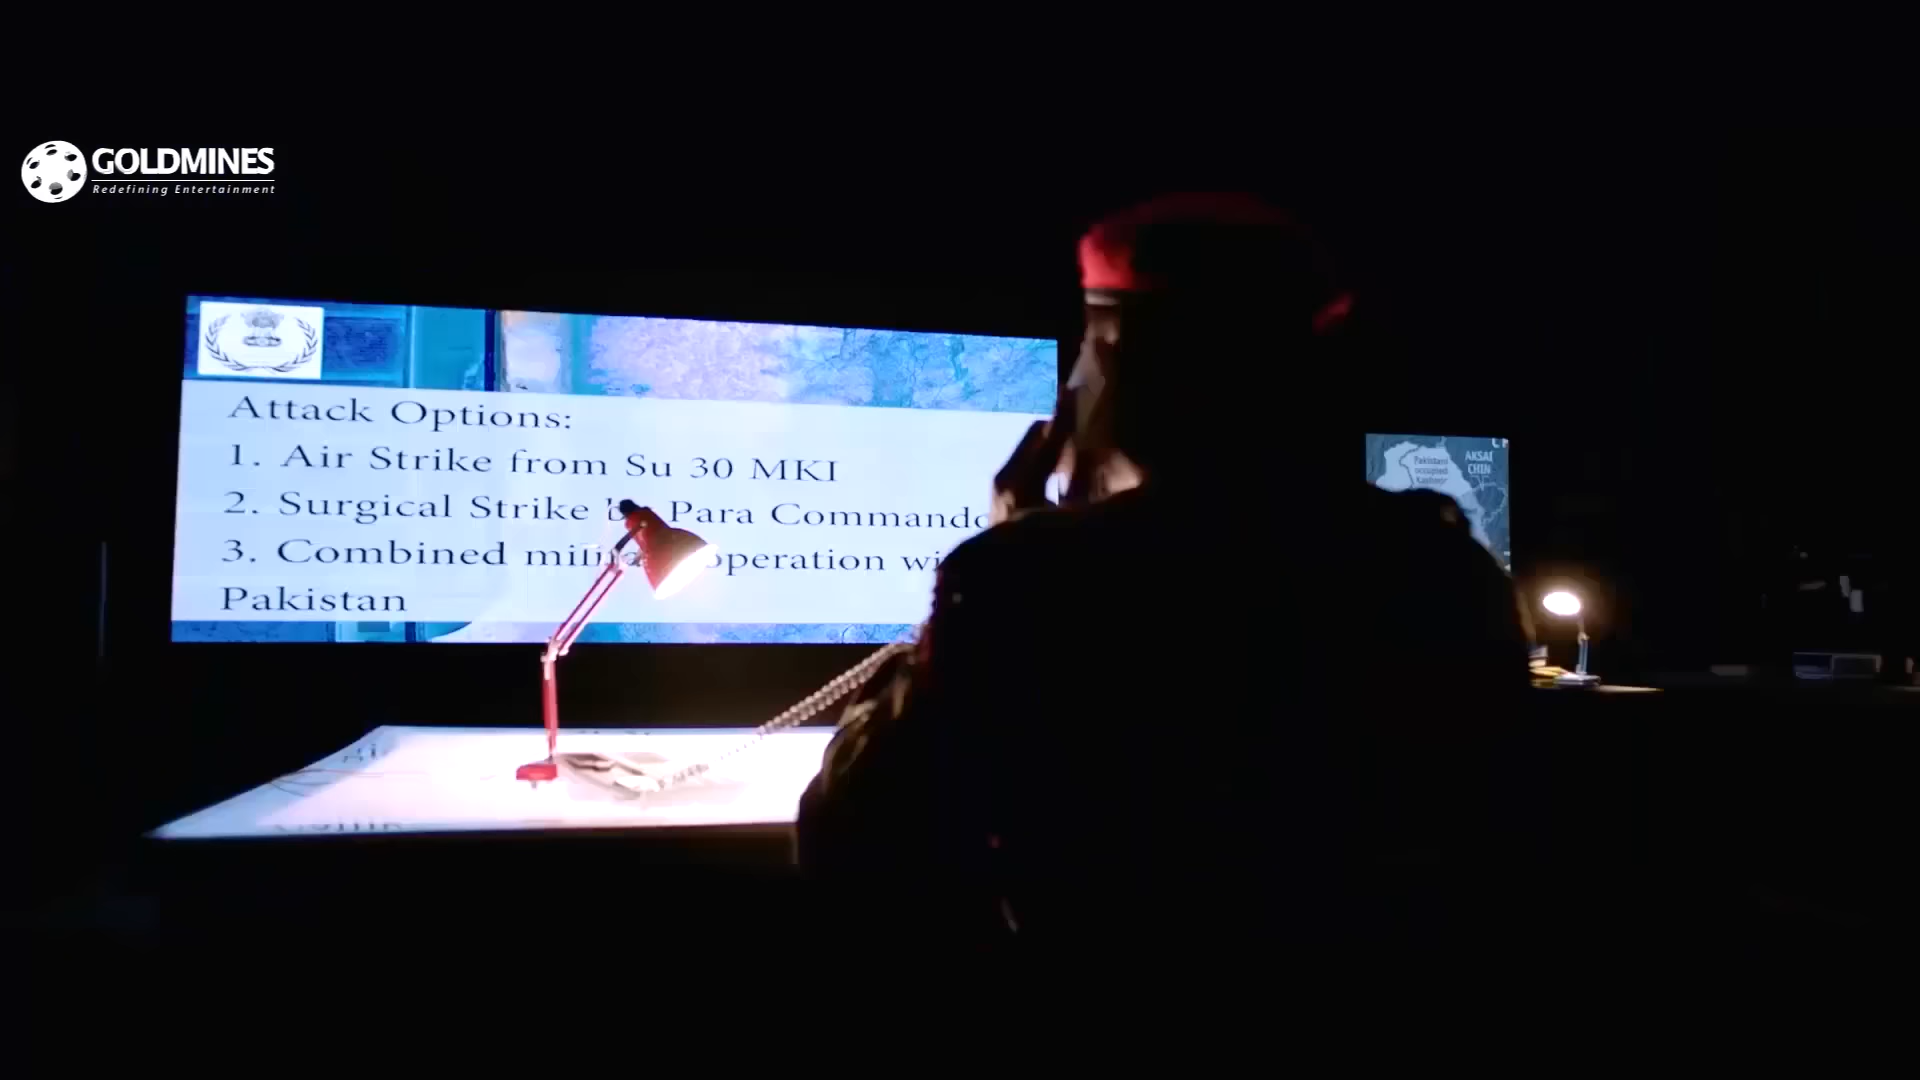 GOLDMINES
Redefining Entertainment
Attack Options:
1. Air Strike from Su 30 MKI
2. Surgical Strike Para
3. Combined operation
Pakistan
AKSAI
CHIN
Pakistan
occupied
Kashmir